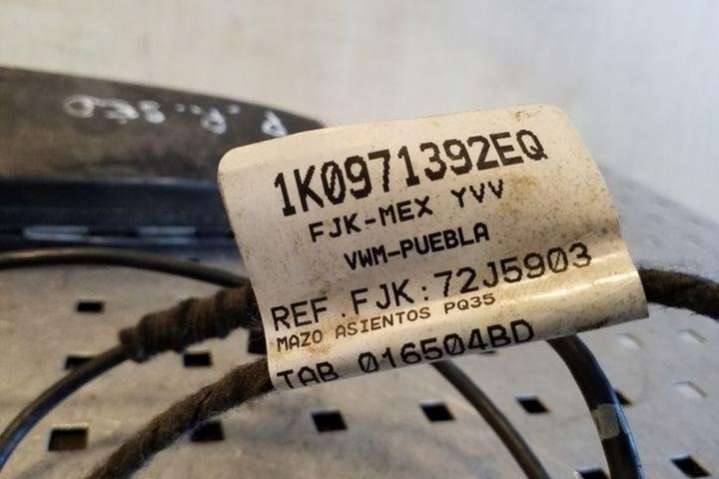 1K0971392EQ
FJK-MEX YVV
VWM-PUEBLA
REF.FJK:72J5903
MAZO ASIENTOS PQ35
TAB 016504BD